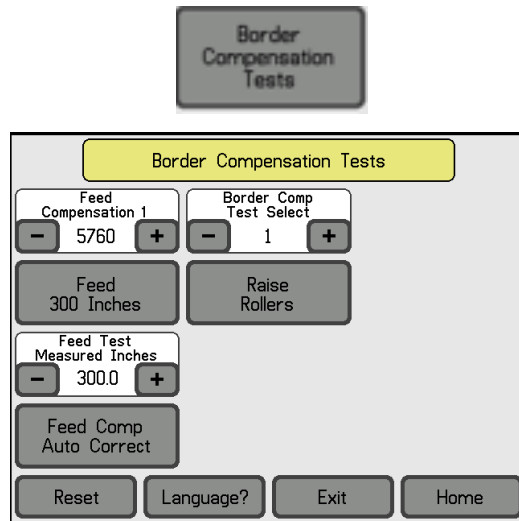 Border
Compensation
Tests
Border Compensation Tests
Feed
Compensation 1
− 5760 +
Border Comp
Test Select
− 1 +
Feed
300 Inches
Raise
Rollers
Feed Test
Measured Inches
− 300.0 +
Feed Comp
Auto Correct
Reset
Language?
Exit
Home